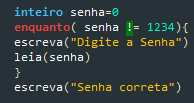 inteiro senha=0
enquanto( senha != 1234){
escreva("Digite a Senha")
leia(senha)
}
escreva("Senha correta")